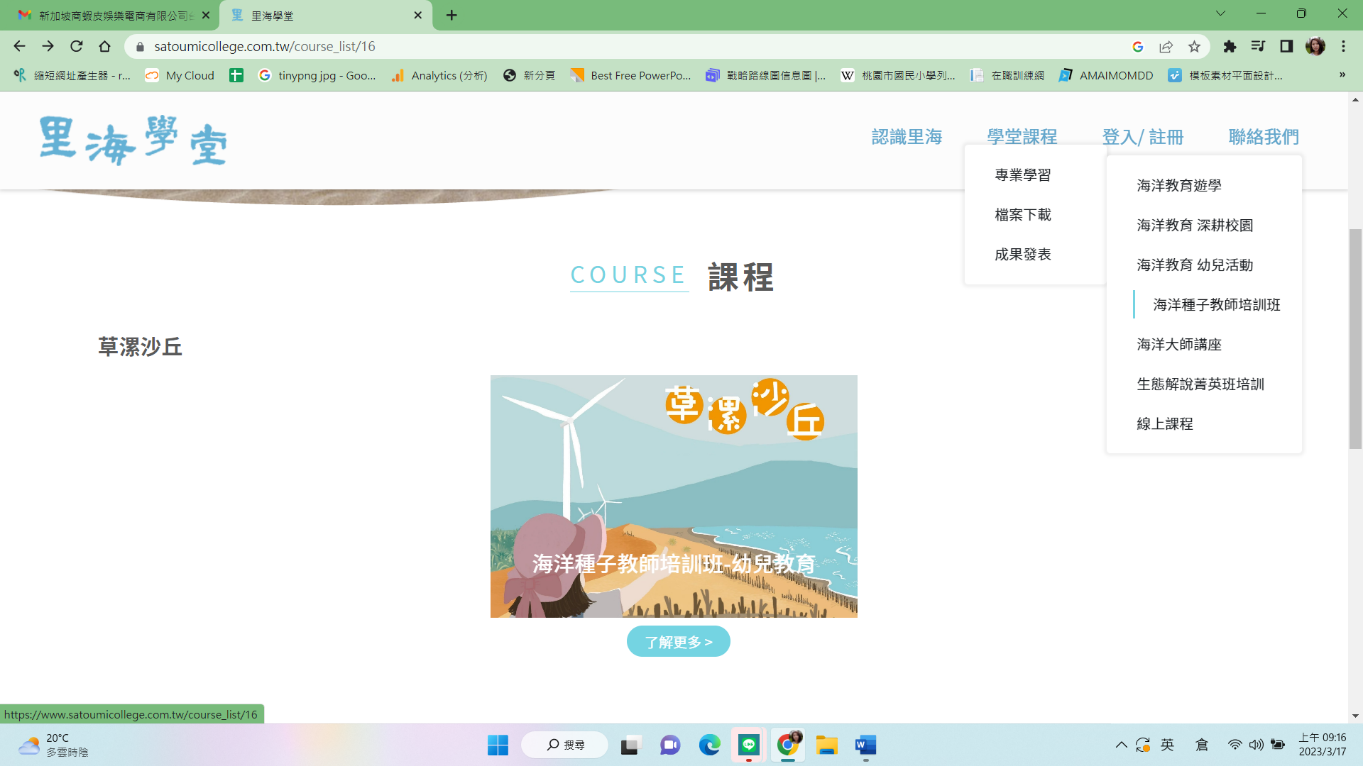 新加坡商蝦皮娛樂電商有限公司
里海學堂
satoumicollege.com.tw/course_list/16
縮短網址產生器 - r...
My Cloud
tinypng jpg - Goo...
Analytics (分析)
新分頁
Best Free PowerPo...
戰略路線圖信息圖 |...
桃園市國民小學列...
在職訓練網
AMAIMOMDD
模板素材平面設計...
»
里海學堂
認識里海
學堂課程
登入/ 註冊
聯絡我們
專業學習
檔案下載
成果發表
海洋教育遊學
海洋教育 深耕校園
海洋教育 幼兒活動
海洋種子教師培訓班
海洋大師講座
生態解說菁英班培訓
線上課程
COURSE 課程
草漯沙丘
草漯沙丘
海洋種子教師培訓班-幼兒教育
了解更多 >
https://www.satoumicollege.com.tw/course_list/16
20°C
多雲時陰
搜尋
英
倉
上午 09:16
2023/3/17